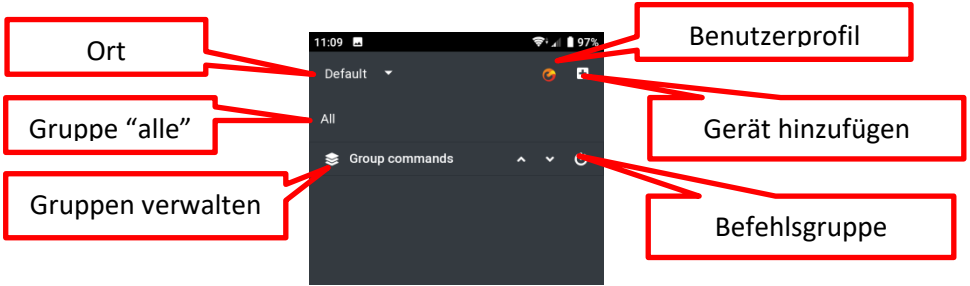 Ort
Benutzerprofil
11:09
97%
Default
Gruppe “alle”
All
Gerät hinzufügen
Group commands
Gruppen verwalten
Befehlsgruppe